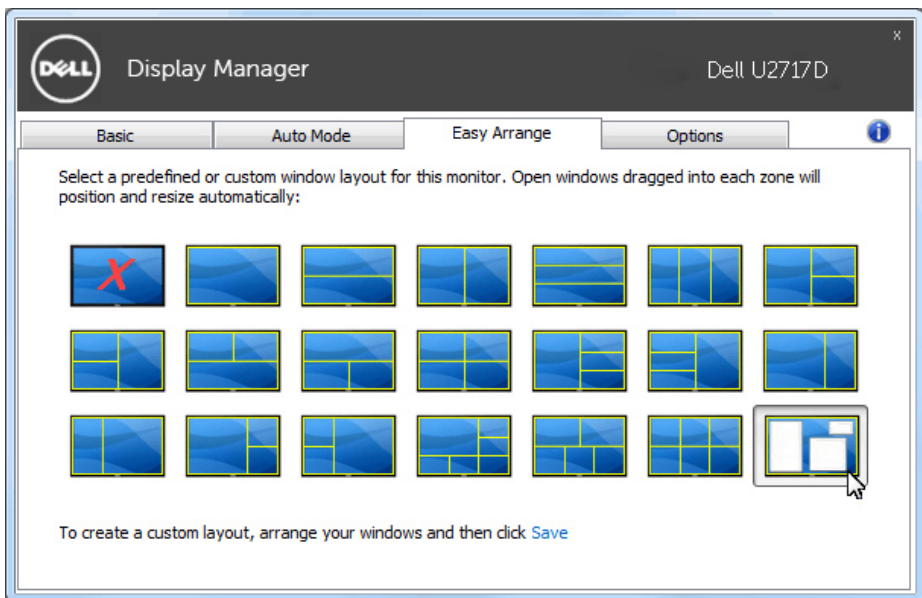 x
DELL
Display Manager
Dell U2717D
Basic
Auto Mode
Easy Arrange
Options
i
Select a predefined or custom window layout for this monitor. Open windows dragged into each zone will
position and resize automatically:
X
To create a custom layout, arrange your windows and then click Save